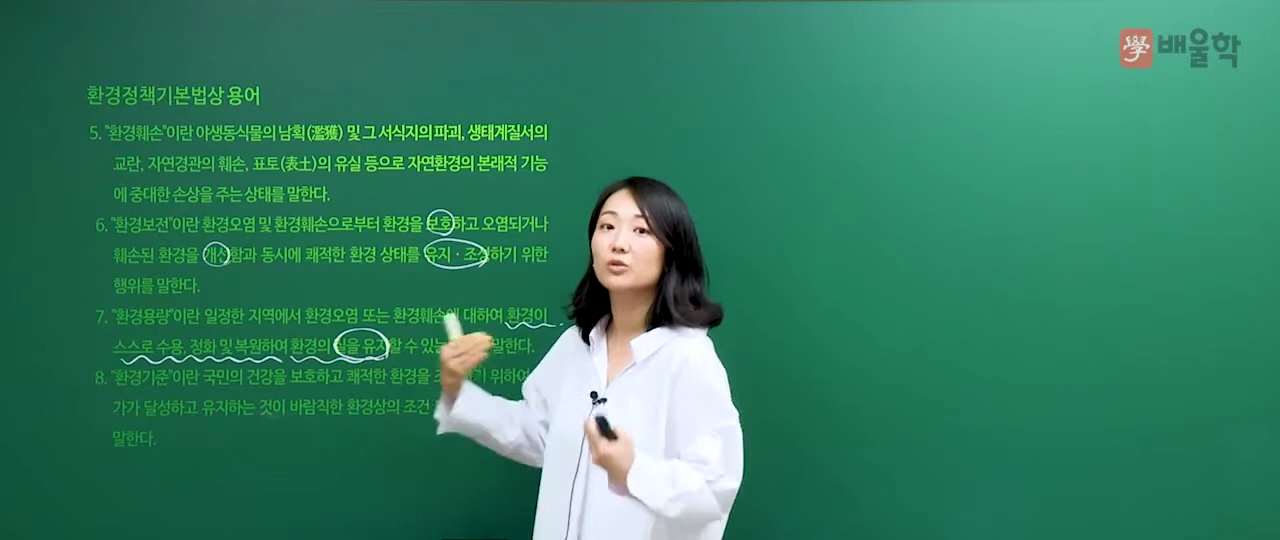 學 배울학
환경정책기본법상 용어
5. "환경훼손"이란 야생동식물의 남획(濫獲) 및 그 서식지의 파괴, 생태계질서의
교란, 자연경관의 훼손, 표토(表土)의 유실 등으로 자연환경의 본래적 기능
에 중대한 손상을 주는 상태를 말한다.
6. "환경보전"이란 환경오염 및 환경훼손으로부터 환경을 보호하고 오염되거나
훼손된 환경을 개선함과 동시에 쾌적한 환경 상태를 유지·조성하기 위한
행위를 말한다.
7. "환경용량"이란 일정한 지역에서 환경오염 또는 환경훼손에 대하여 환경이
스스로 수용, 정화 및 복원하여 환경의 질을 유지할 수 있는 말한다.
8. "환경기준"이란 국민의 건강을 보호하고 쾌적한 환경을 위하여
가가 달성하고 유지하는 것이 바람직한 환경상의 조건
말한다.